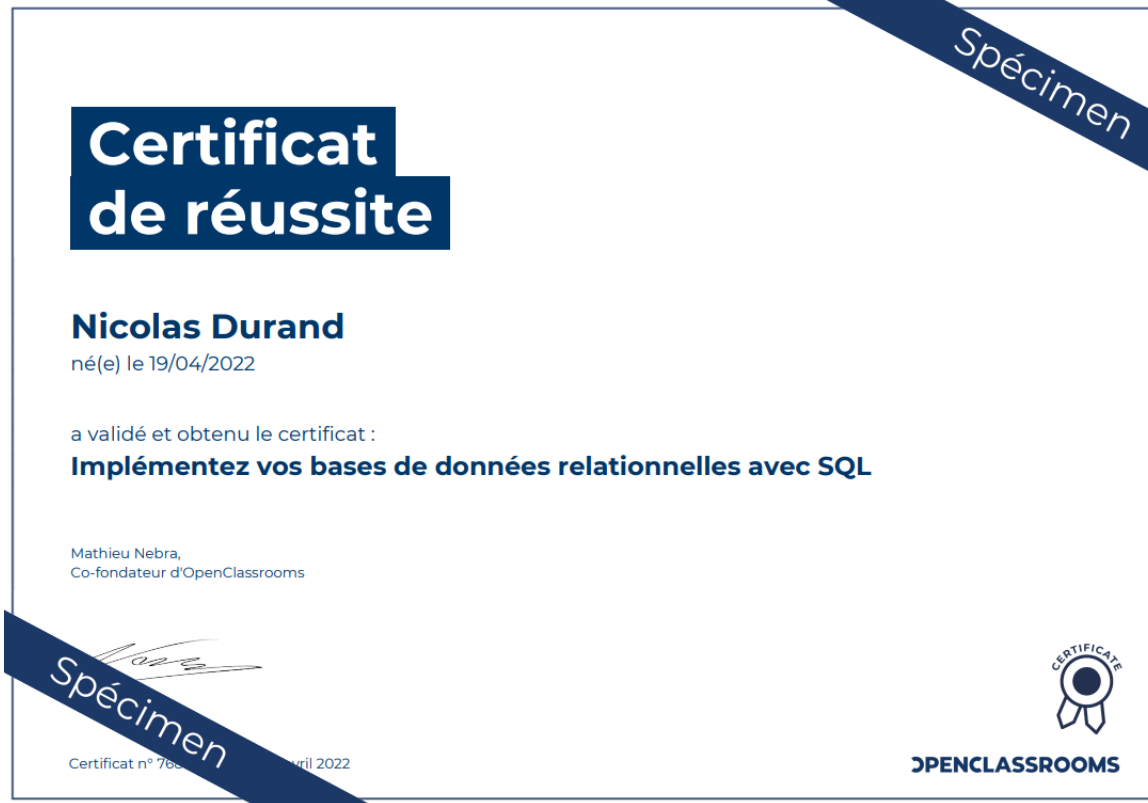 Spécimen
Certificat
de réussite
Nicolas Durand
né(e) le 19/04/2022
a validé et obtenu le certificat :
Implémentez vos bases de données relationnelles avec SQL
Mathieu Nebra,
Co-fondateur d'OpenClassrooms
Spécimen
Certificat n° 2022
CERTIFICATE
OPENCLASSROOMS